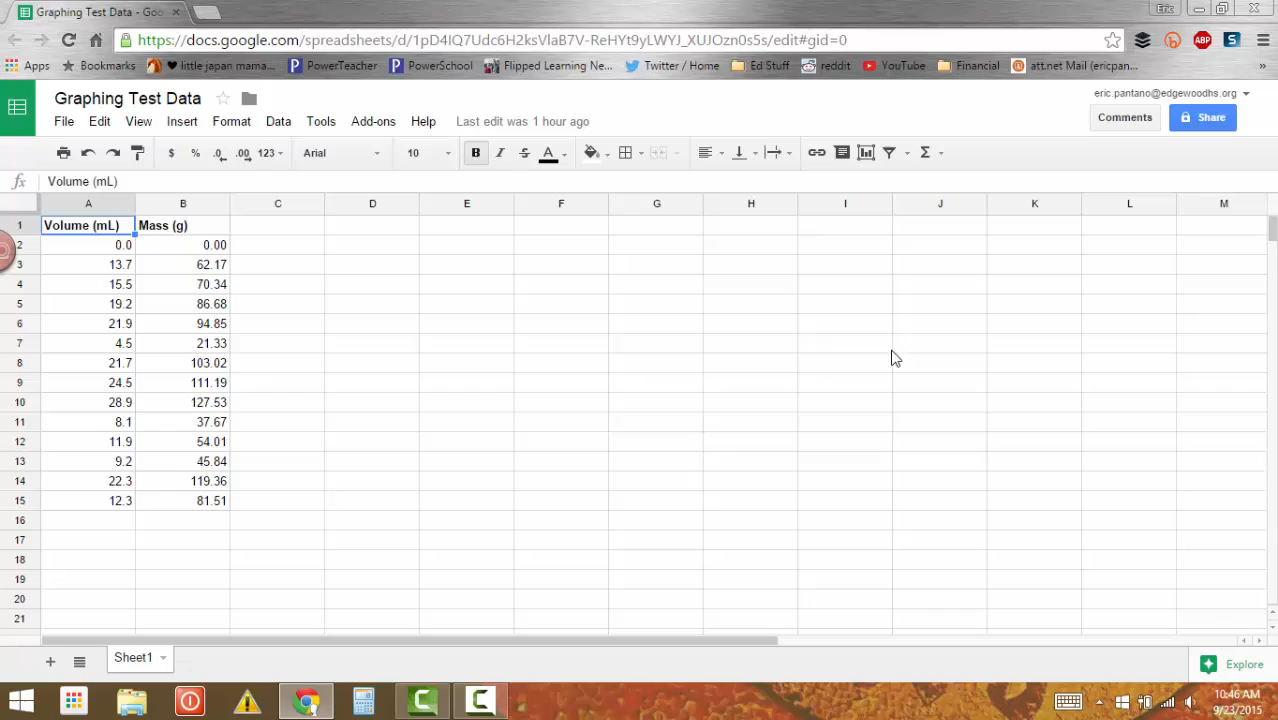 Graphing Test Data - Goo
Eric
https://docs.google.com/spreadsheets/d/1pD4IQ7Udc6H2ksVlaB7V-ReHYt9yLWYJ_XUJOzn0s5s/edit#gid=0
Apps Bookmarks ♥ little japan mama... PowerTeacher PowerSchool Flipped Learning Ne... Twitter / Home Ed Stuff reddit YouTube Financial att.net Mail (ericpan... »
Graphing Test Data
eric.pantano@edgewoodhs.org
File Edit View Insert Format Data Tools Add-ons Help Last edit was 1 hour ago
Comments Share
$ % .0 .00 123 Arial 10 B I S A Σ
fx Volume (mL)
A B C D E F G H I J K L M
1 Volume (mL) Mass (g)
2 0.0 0.00
3 13.7 62.17
4 15.5 70.34
5 19.2 86.68
6 21.9 94.85
7 4.5 21.33
8 21.7 103.02
9 24.5 111.19
10 28.9 127.53
11 8.1 37.67
12 11.9 54.01
13 9.2 45.84
14 22.3 119.36
15 12.3 81.51
16
17
18
19
20
21
+ Sheet1 Explore
10:46 AM
9/23/2015